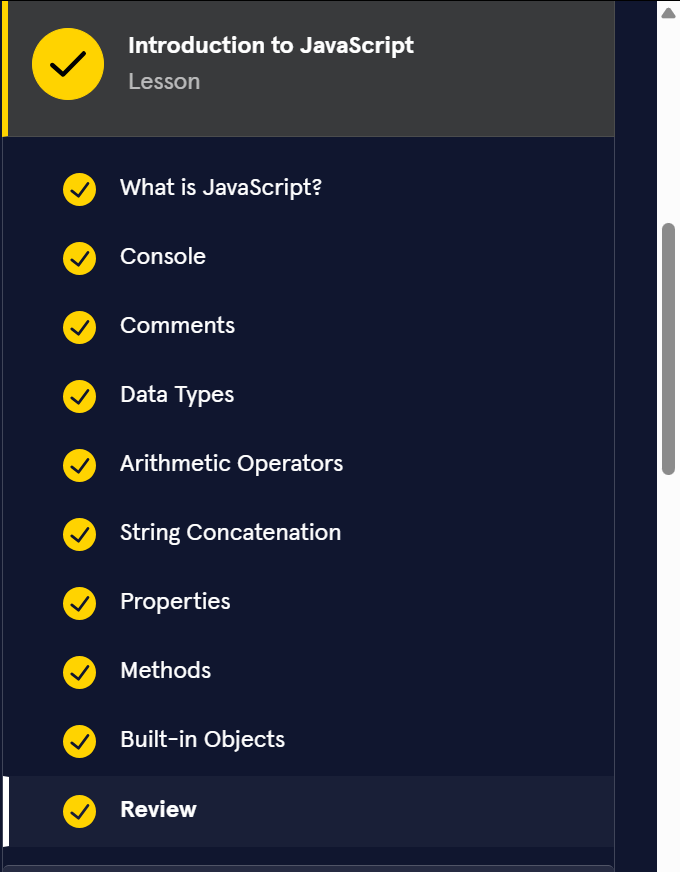 Introduction to JavaScript
Lesson
What is JavaScript?
Console
Comments
Data Types
Arithmetic Operators
String Concatenation
Properties
Methods
Built-in Objects
Review